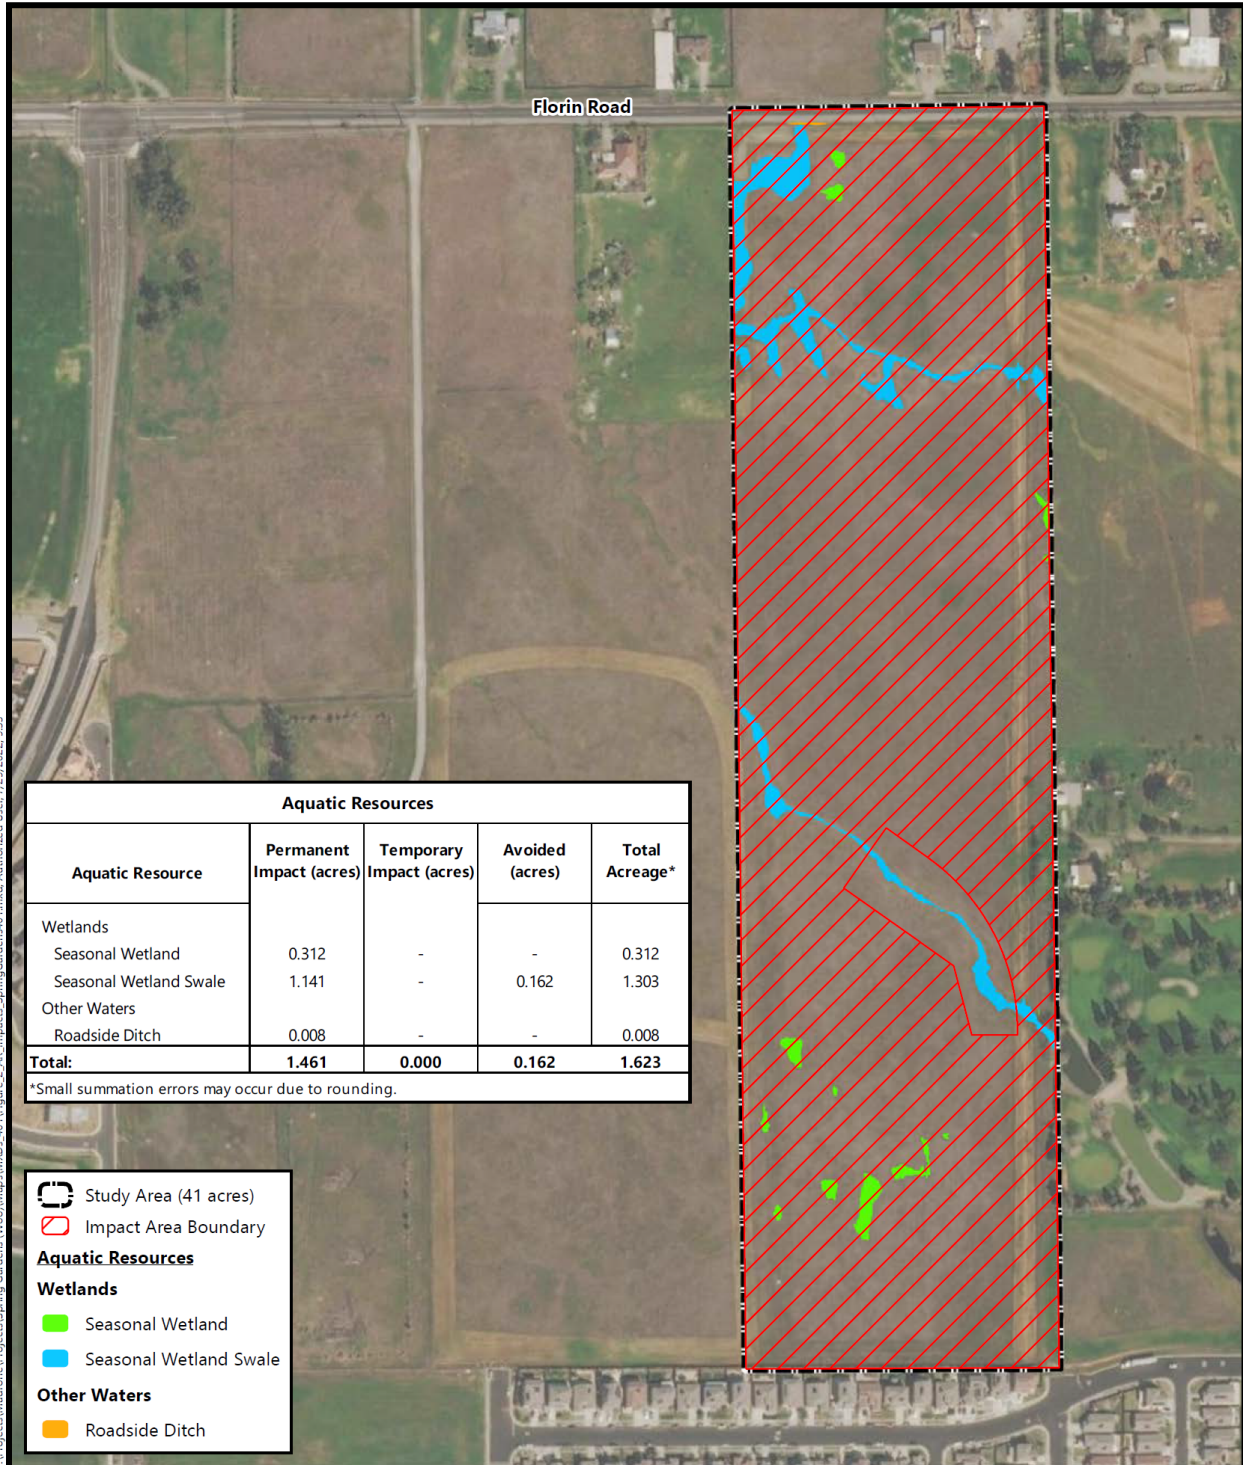 Florin Road
Aquatic Resources
Aquatic Resource
Permanent Impact (acres)
Temporary Impact (acres)
Avoided (acres)
Total Acreage*
Wetlands
Seasonal Wetland 0.312 - - 0.312
Seasonal Wetland Swale 1.141 - 0.162 1.303
Other Waters
Roadside Ditch 0.008 - - 0.008
Total: 1.461 0.000 0.162 1.623
*Small summation errors may occur due to rounding.
Study Area (41 acres)
Impact Area Boundary
Aquatic Resources
Wetlands
Seasonal Wetland
Seasonal Wetland Swale
Other Waters
Roadside Ditch